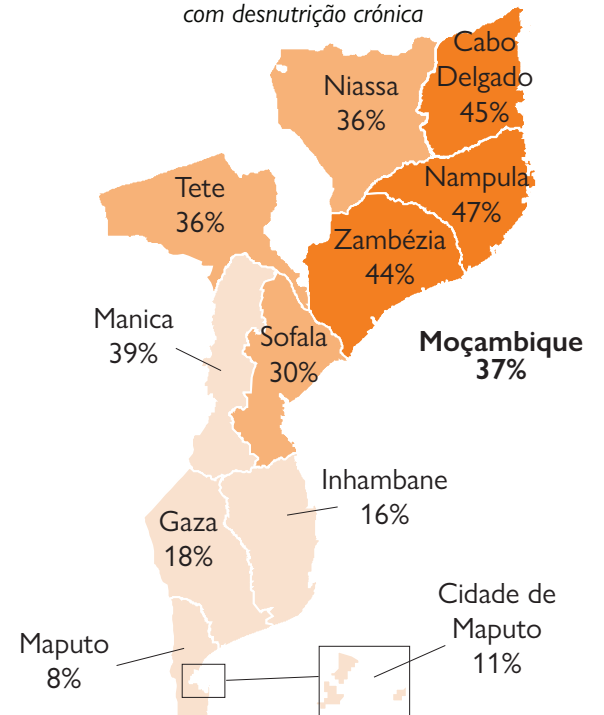 com desnutrição crónica
Cabo
Delgado
45%
Niassa
36%
Nampula
47%
Tete
36%
Zambézia
44%
Manica
39%
Sofala
30%
Moçambique
37%
Inhambane
16%
Gaza
18%
Cidade de
Maputo
11%
Maputo
8%